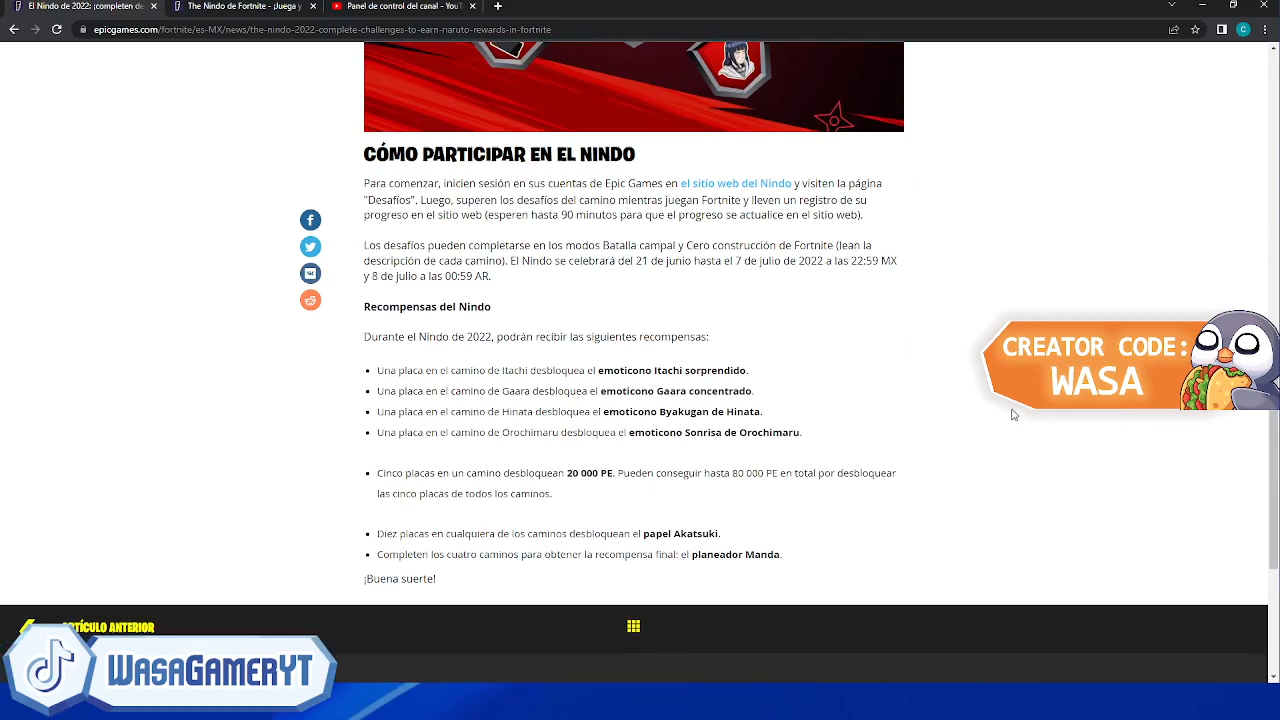 El Nindo de 2022: ¡completen de
The Nindo de Fortnite - ¡juega y
Panel de control del canal - YouT
epicgames.com/fortnite/es-MX/news/the-nindo-2022-complete-challenges-to-earn-naruto-rewards-in-fortnite
C
CÓMO PARTICIPAR EN EL NINDO
Para comenzar, inicien sesión en sus cuentas de Epic Games en el sitio web del Nindo y visiten la página
"Desafíos". Luego, superen los desafíos del camino mientras juegan Fortnite y lleven un registro de su
progreso en el sitio web (esperen hasta 90 minutos para que el progreso se actualice en el sitio web).
Los desafíos pueden completarse en los modos Batalla campal y Cero construcción de Fortnite (lean la
descripción de cada camino). El Nindo se celebrará del 21 de junio hasta el 7 de julio de 2022 a las 22:59 MX
y 8 de julio a las 00:59 AR.
Recompensas del Nindo
Durante el Nindo de 2022, podrán recibir las siguientes recompensas:
Una placa en el camino de Itachi desbloquea el emoticono Itachi sorprendido.
Una placa en el camino de Gaara desbloquea el emoticono Gaara concentrado.
Una placa en el camino de Hinata desbloquea el emoticono Byakugan de Hinata.
Una placa en el camino de Orochimaru desbloquea el emoticono Sonrisa de Orochimaru.
Cinco placas en un camino desbloquean 20 000 PE. Pueden conseguir hasta 80 000 PE en total por desbloquear
las cinco placas de todos los caminos.
Diez placas en cualquiera de los caminos desbloquean el papel Akatsuki.
Completen los cuatro caminos para obtener la recompensa final: el planeador Manda.
¡Buena suerte!
CREATOR CODE:
WASA
ARTÍCULO ANTERIOR
WASAGAMERYT